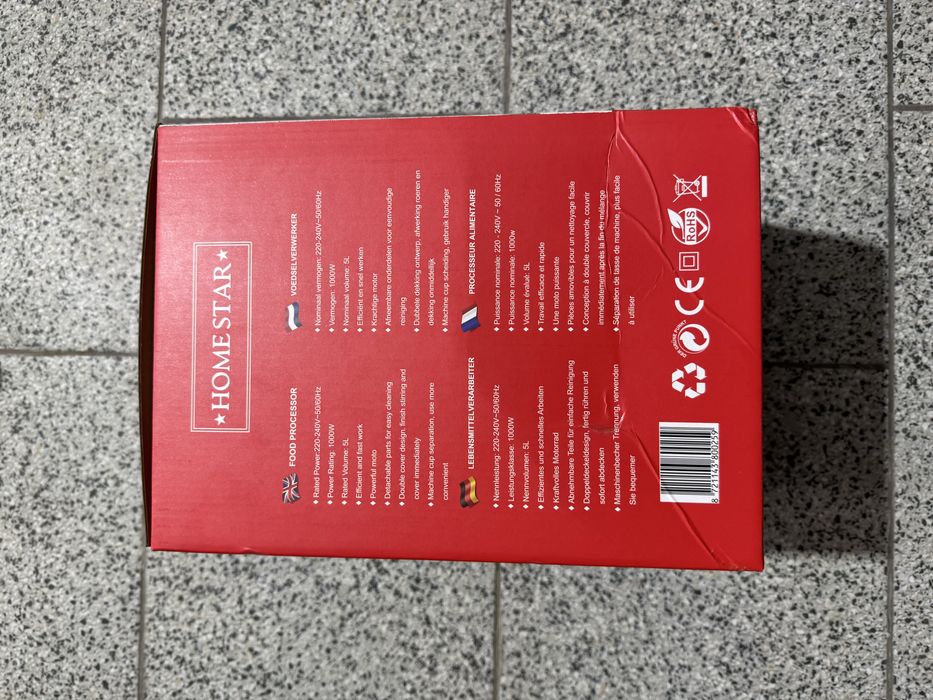 ★HOME STAR★
FOOD PROCESSOR
♦ Rated Power:220-240V~50/60Hz
♦ Power Rating: 1000W
♦ Rated Volume: 5L
♦ Efficient and fast work
♦ Powerful moto
♦ Detachable parts for easy cleaning
♦ Double cover design, finish stirring and
cover immediately
♦ Machine cup separation, use more
convenient
VOEDSELVERWERKER
♦ Nominaal vermogen: 220-240V~50/60Hz
♦ Vermogen: 1000W
♦ Nominaal volume: 5L
♦ Efficiënt en snel werken
♦ Krachtige motor
♦ Afneembare onderdelen voor eenvoudige
reiniging
♦ Dubbele dekking ontwerp, afwerking roeren en
dekking onmiddellijk
♦ Machine cup scheiding, gebruik handiger
LEBENSMITTELVERARBEITER
♦ Nennleistung: 220-240V~50/60Hz
♦ Leistungsklasse: 1000W
♦ Nennvolumen: 5L
♦ Effizientes und schnelles Arbeiten
♦ Kraftvolles Motorrad
♦ Abnehmbare Teile für einfache Reinigung
♦ Doppeldeckeldesign, fertig rühren und
sofort abdecken
♦ Maschinenbecher Trennung, verwenden
Sie bequemer
PROCESSEUR ALIMENTAIRE
♦ Puissance nominale: 220 - 240V ~ 50 / 60Hz
♦ Puissance nominale: 1000w
♦ Volume évalué: 5L
♦ Travail efficace et rapide
♦ Une moto puissante
♦ Pièces amovibles pour un nettoyage facile
♦ Conception à double couvercle, couvrir
immédiatement après la fin du mélange
♦ Séparation de tasse de machine, plus facile
à utiliser
DER GRÜNE PUNKT
CE
RoHS